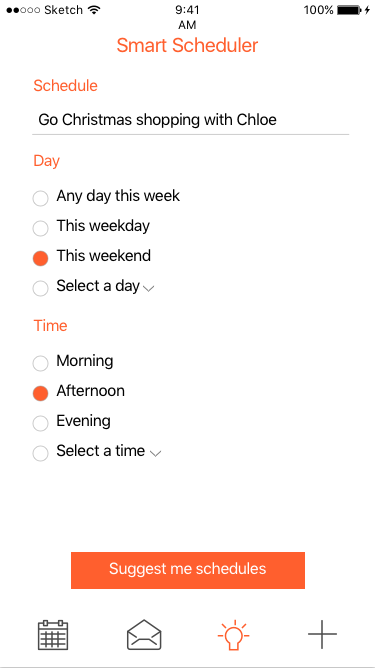 Sketch 9:41 AM 100%
Smart Scheduler
Schedule
Go Christmas shopping with Chloe
Day
Any day this week
This weekday
This weekend
Select a day
Time
Morning
Afternoon
Evening
Select a time
Suggest me schedules